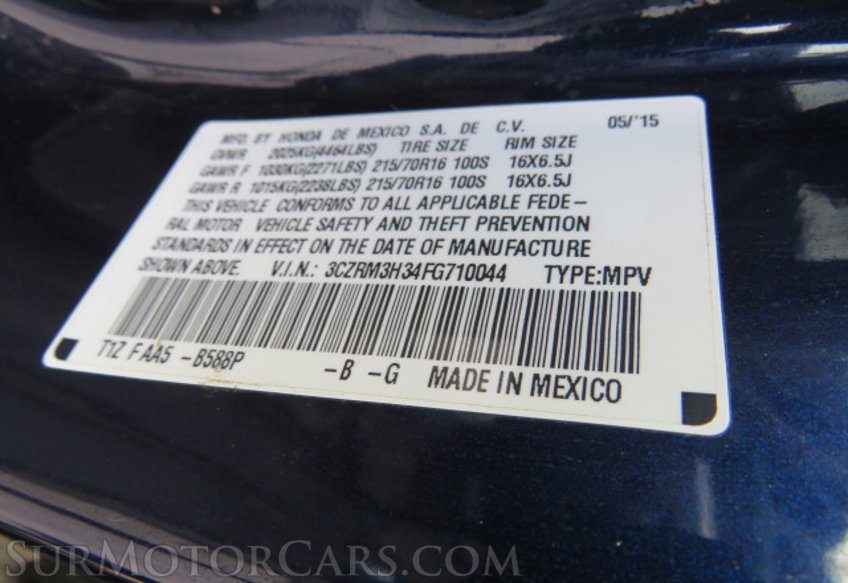 MFD. BY HONDA DE MEXICO S.A. DE C.V. 05/'15
GVWR 2025KG(4464LBS) TIRE SIZE RIM SIZE
GAWR F 1030KG(2271LBS) 215/70R16 100S 16X6.5J
GAWR R 1015KG(2238LBS) 215/70R16 100S 16X6.5J
THIS VEHICLE CONFORMS TO ALL APPLICABLE FEDE–
RAL MOTOR VEHICLE SAFETY AND THEFT PREVENTION
STANDARDS IN EFFECT ON THE DATE OF MANUFACTURE
SHOWN ABOVE. V.I.N.: 3CZRM3H34FG710044 TYPE:MPV
T1Z F AA5 -B588P -B -G MADE IN MEXICO
SURMOTORCARS.COM